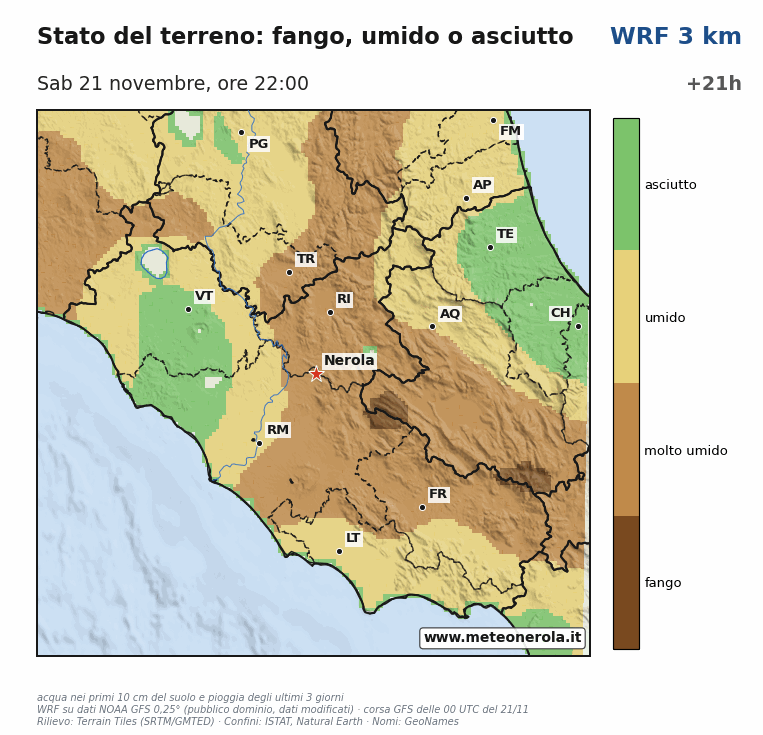 Stato del terreno: fango, umido o asciutto
WRF 3 km
Sab 21 novembre, ore 22:00
+21h
FM
PG
AP
TE
TR
VT
RI
AQ
CH
Nerola
RM
FR
LT
www.meteonerola.it
asciutto
umido
molto umido
fango
acqua nei primi 10 cm del suolo e pioggia degli ultimi 3 giorni
WRF su dati NOAA GFS 0,25° (pubblico dominio, dati modificati) · corsa GFS delle 00 UTC del 21/11
Rilievo: Terrain Tiles (SRTM/GMTED) · Confini: ISTAT, Natural Earth · Nomi: GeoNames